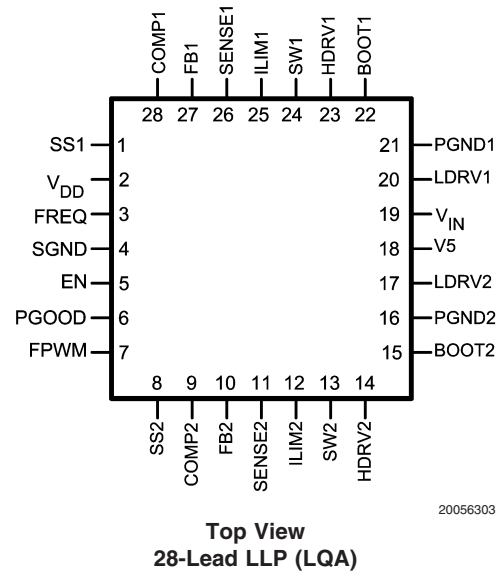 COMP1
FB1
SENSE1
ILIM1
SW1
HDRV1
BOOT1
28 27 26 25 24 23 22
SS1 1
VDD 2
FREQ 3
SGND 4
EN 5
PGOOD 6
FPWM 7
21 PGND1
20 LDRV1
19 VIN
18 V5
17 LDRV2
16 PGND2
15 BOOT2
8 9 10 11 12 13 14
SS2
COMP2
FB2
SENSE2
ILIM2
SW2
HDRV2
20056303
Top View
28-Lead LLP (LQA)